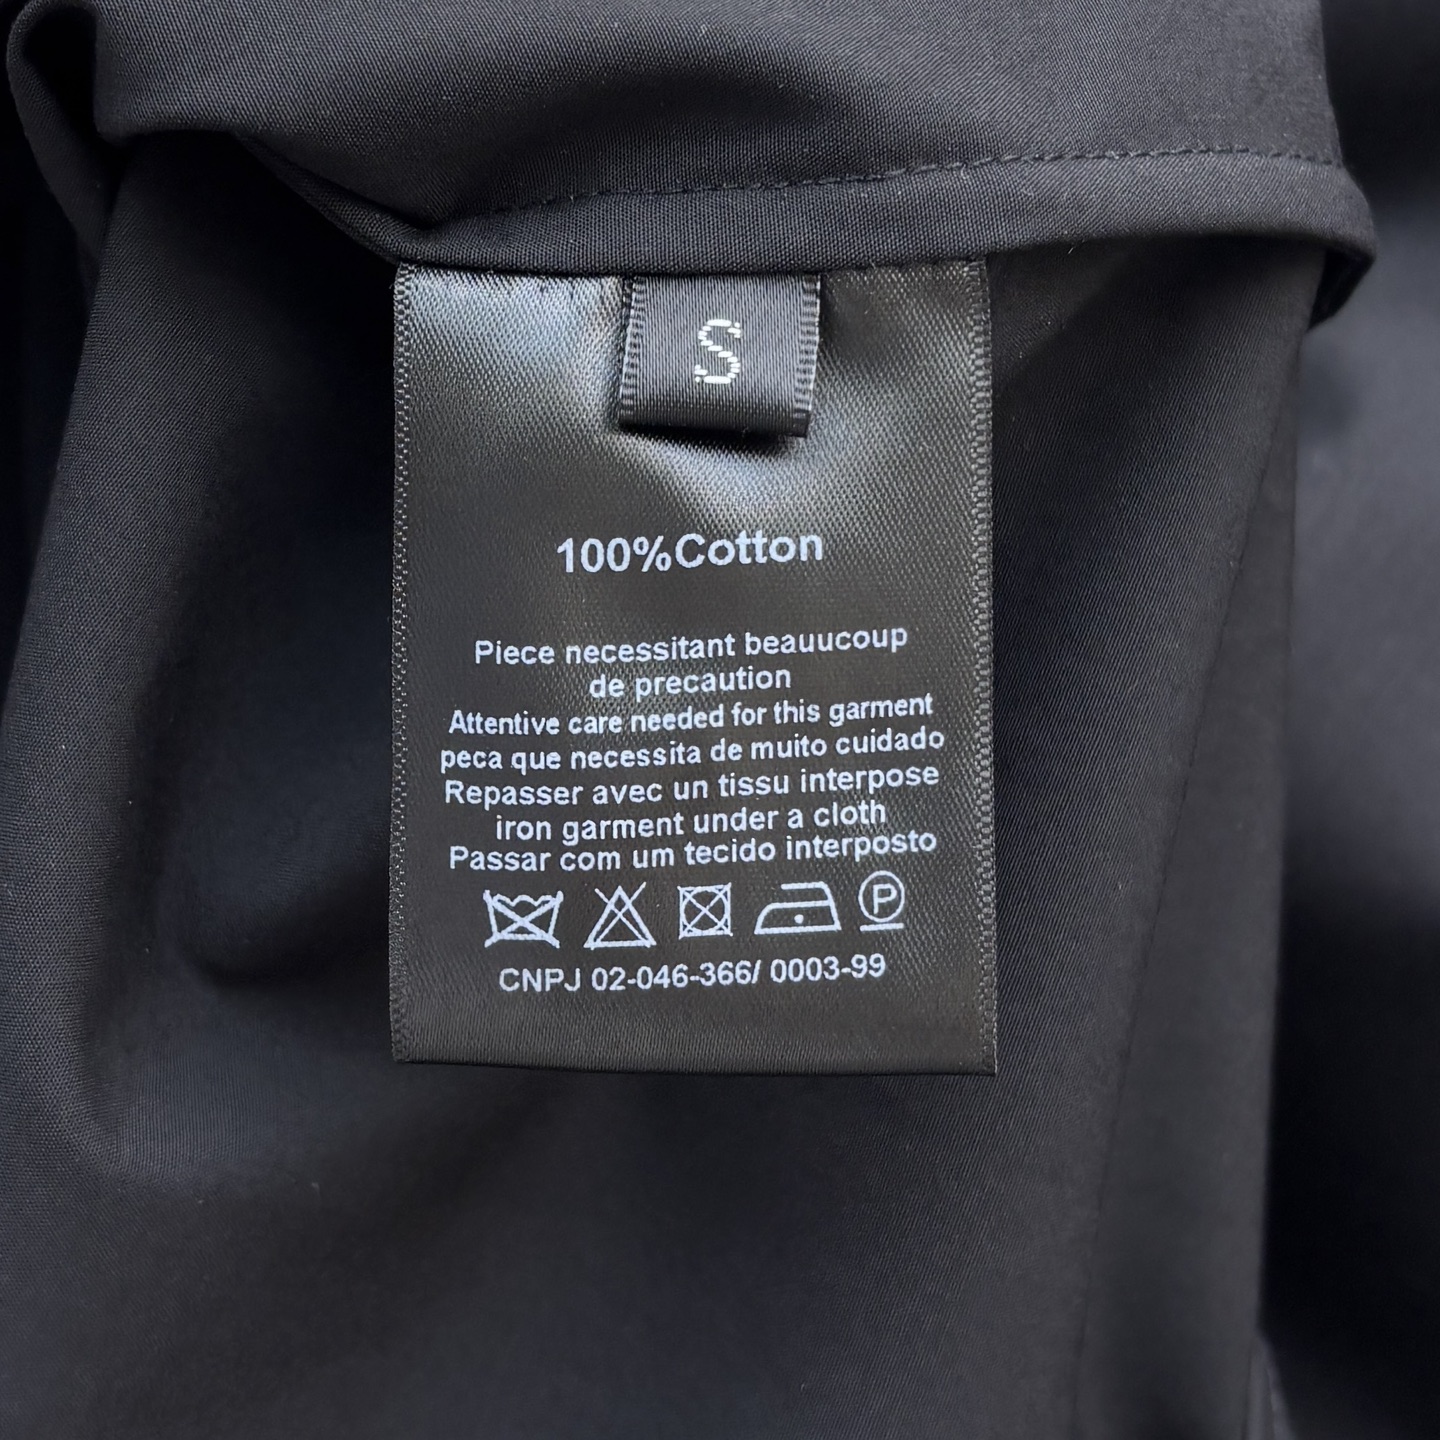 S
100%Cotton
Piece necessitant beauucoup
de precaution
Attentive care needed for this garment
peca que necessita de muito cuidado
Repasser avec un tissu interpose
iron garment under a cloth
Passar com um tecido interposto
P
CNPJ 02-046-366/ 0003-99